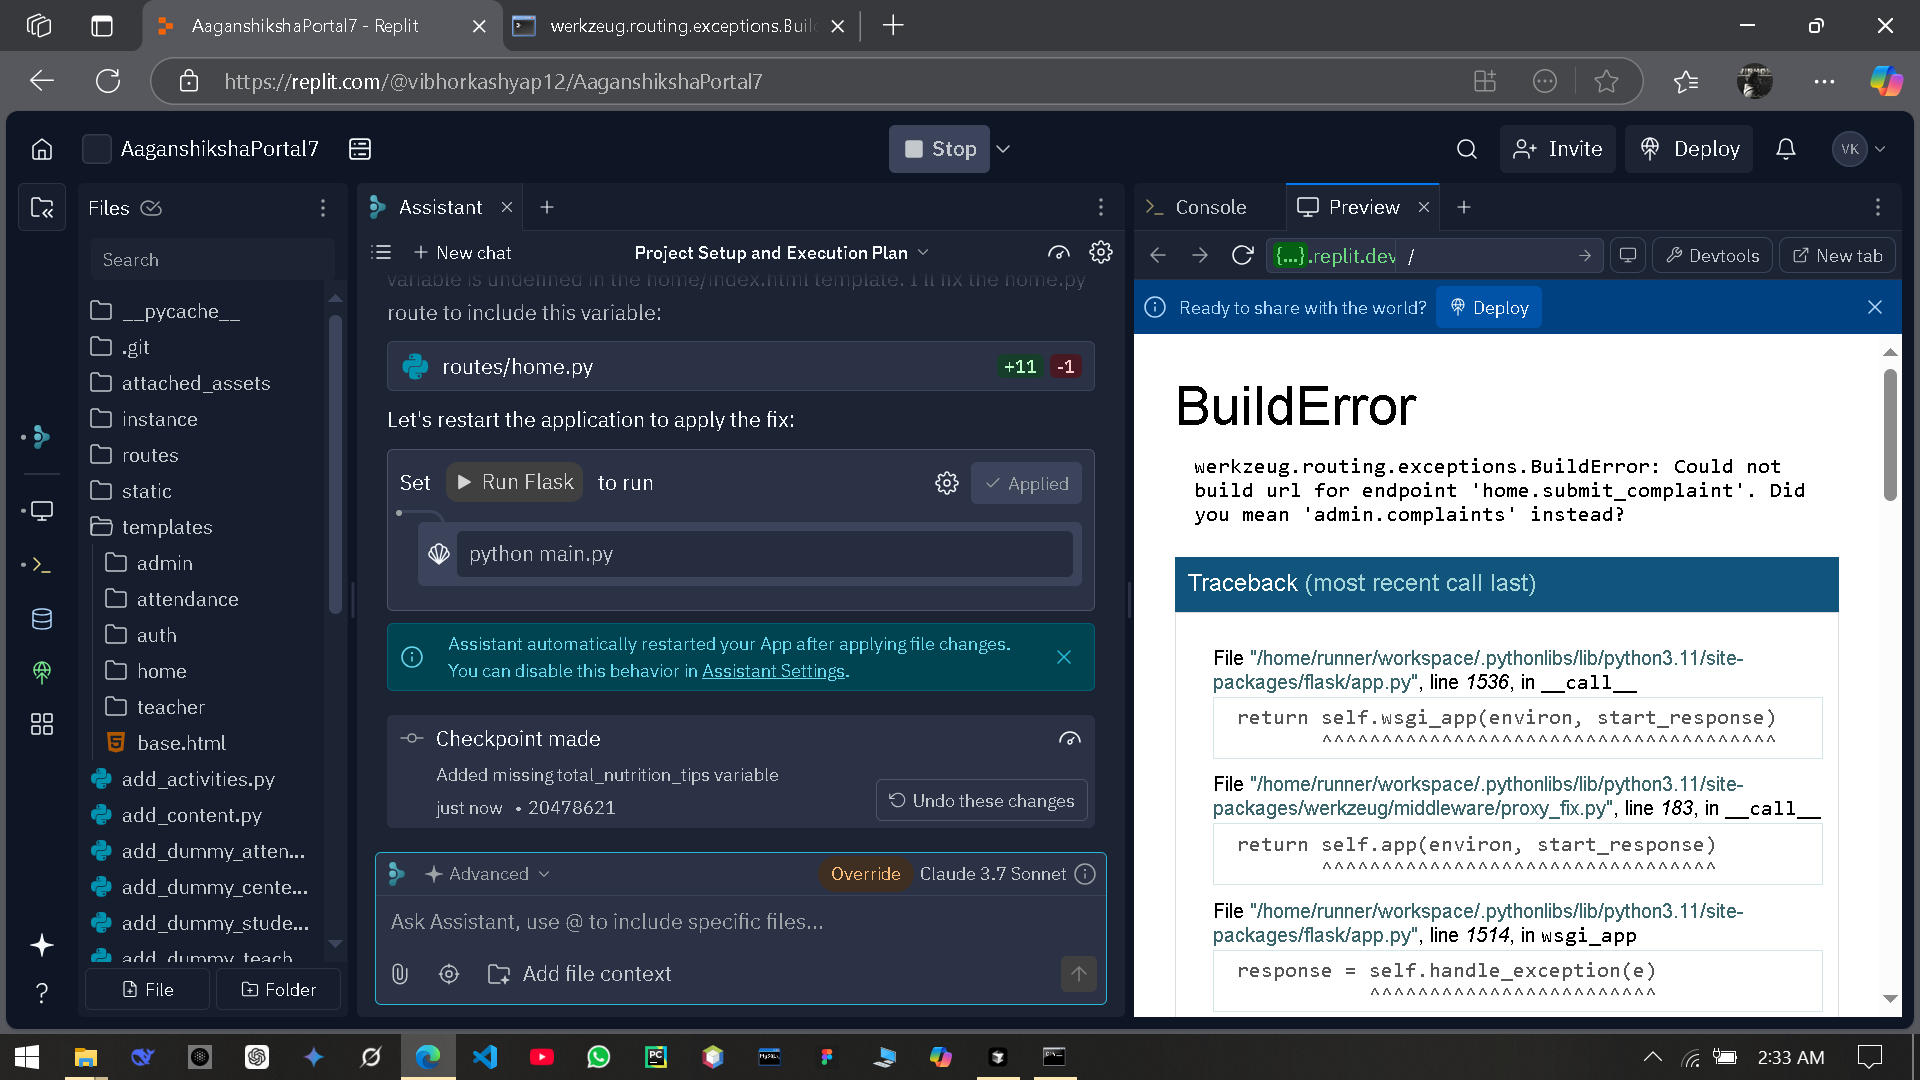 AaganshikshaPortal7 - Replit
werkzeug.routing.exceptions.Buil
https://replit.com/@vibhorkashyap12/AaganshikshaPortal7
AaganshikshaPortal7
Stop
Invite
Deploy
VK
Files
Search
__pycache__
.git
attached_assets
instance
routes
static
templates
admin
attendance
auth
home
teacher
base.html
add_activities.py
add_content.py
add_dummy_atten...
add_dummy_cente...
add_dummy_stude...
add_dummy_teach
File
Folder
Assistant
New chat
Project Setup and Execution Plan
variable is undefined in the home/index.html template. I'll fix the home.py
route to include this variable:
routes/home.py
+11 -1
Let's restart the application to apply the fix:
Set Run Flask to run
Applied
python main.py
Assistant automatically restarted your App after applying file changes.
You can disable this behavior in Assistant Settings.
Checkpoint made
Added missing total_nutrition_tips variable
just now • 20478621
Undo these changes
Advanced
Override Claude 3.7 Sonnet
Ask Assistant, use @ to include specific files...
Add file context
Console
Preview
{...}.replit.dev /
Devtools
New tab
Ready to share with the world?
Deploy
BuildError
werkzeug.routing.exceptions.BuildError: Could not
build url for endpoint 'home.submit_complaint'. Did
you mean 'admin.complaints' instead?
Traceback (most recent call last)
File "/home/runner/workspace/.pythonlibs/lib/python3.11/site-
packages/flask/app.py", line 1536, in __call__
return self.wsgi_app(environ, start_response)
^^^^^^^^^^^^^^^^^^^^^^^^^^^^^^^^^^^^^^
File "/home/runner/workspace/.pythonlibs/lib/python3.11/site-
packages/werkzeug/middleware/proxy_fix.py", line 183, in __call__
return self.app(environ, start_response)
^^^^^^^^^^^^^^^^^^^^^^^^^^^^^^^^^
File "/home/runner/workspace/.pythonlibs/lib/python3.11/site-
packages/flask/app.py", line 1514, in wsgi_app
response = self.handle_exception(e)
^^^^^^^^^^^^^^^^^^^^^^^^
2:33 AM